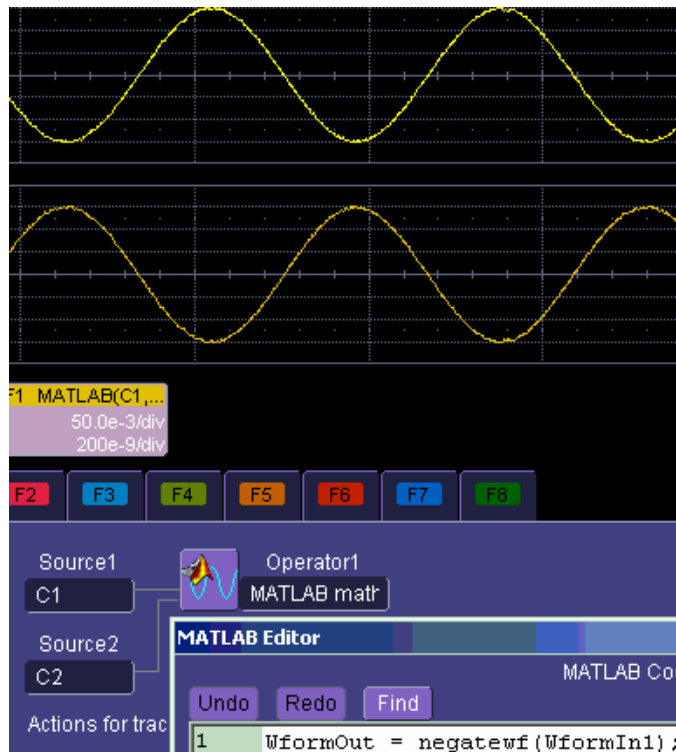 F1 MATLAB(C1,...
50.0e-3/div
200e-9/div
F2 F3 F4 F5 F6 F7 F8
Source1 Operator1
C1 MATLAB math
Source2 MATLAB Editor
C2 MATLAB Co
Undo Redo Find
Actions for trac
1 WformOut = negatewf(WformIn1);